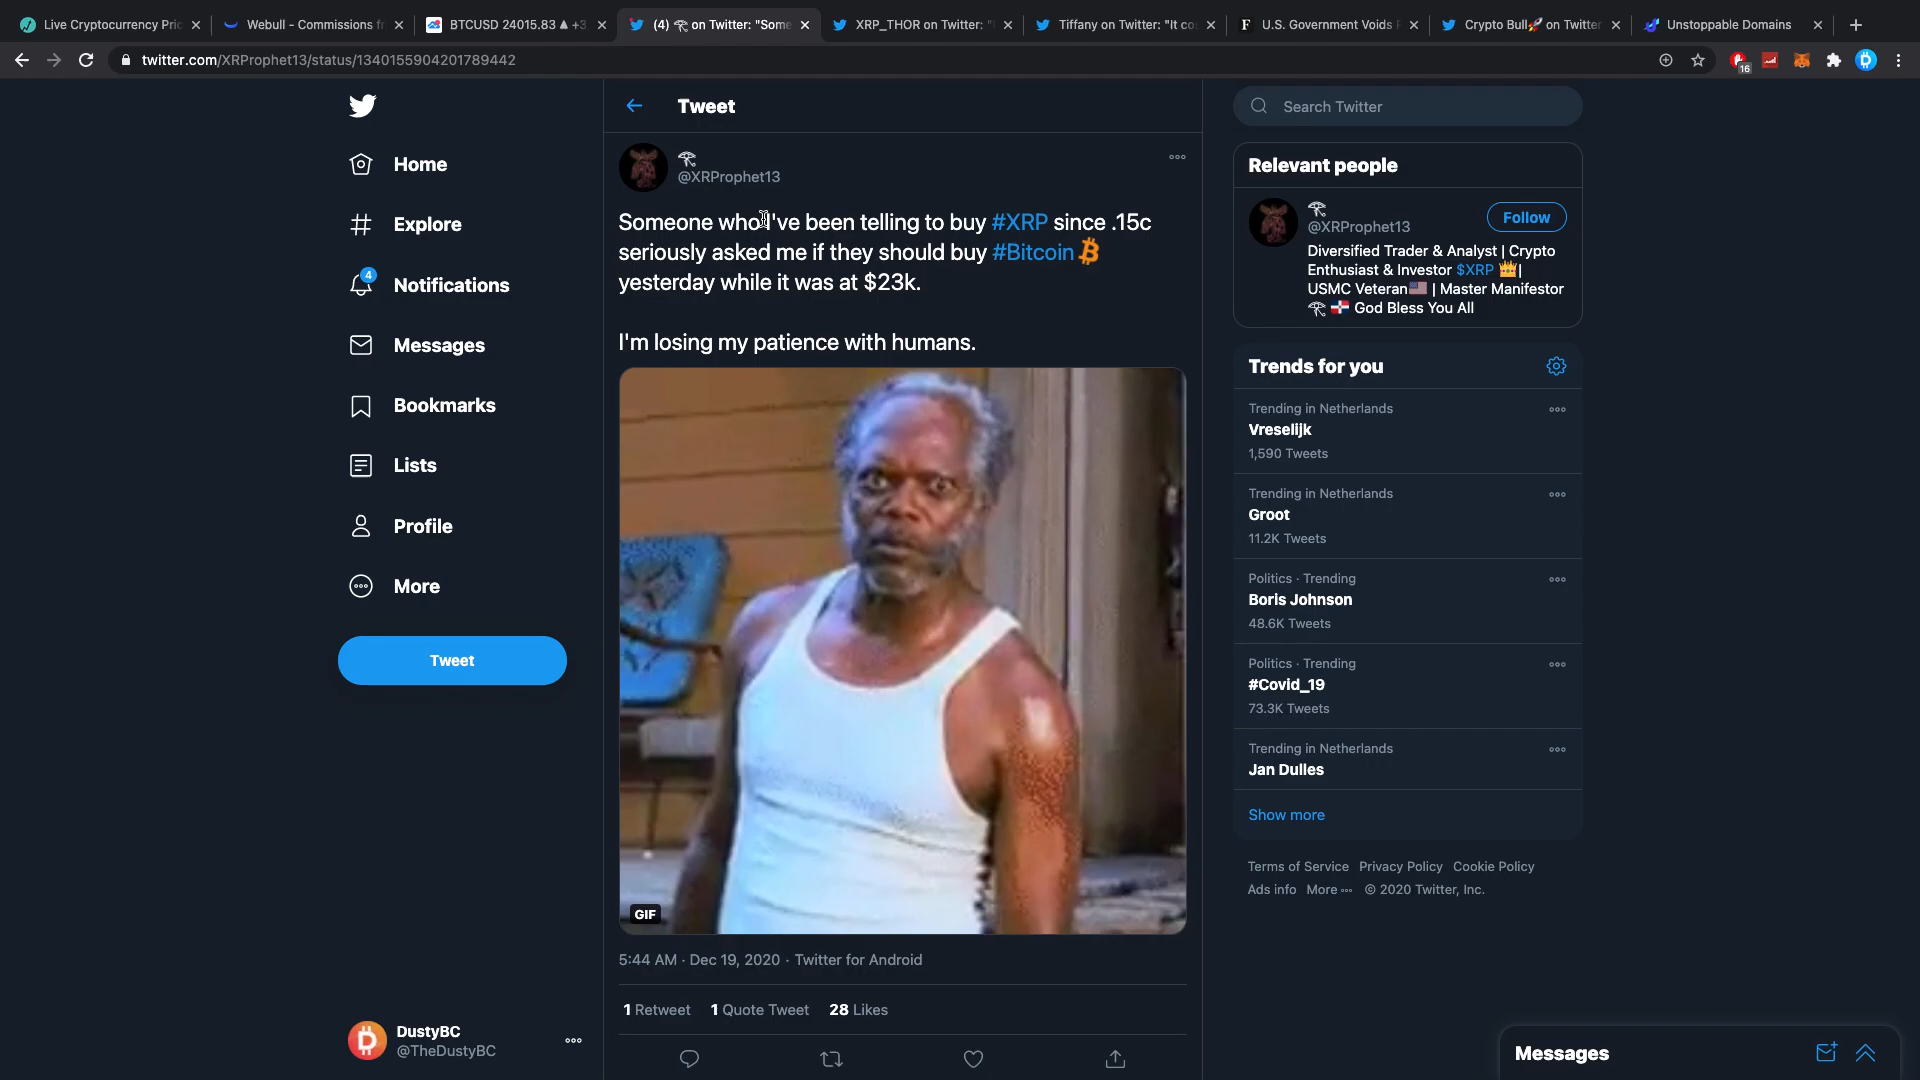 Live Cryptocurrency Pric
Webull - Commissions fr
BTCUSD 24015.83 ▲ +3
(4) on Twitter: "Some
XRP_THOR on Twitter: "
Tiffany on Twitter: "It co
U.S. Government Voids
Crypto Bull🚀 on Twitter
Unstoppable Domains
twitter.com/XRProphet13/status/1340155904201789442
16
Home
Explore
4
Notifications
Messages
Bookmarks
Lists
Profile
More
Tweet
DustyBC
@TheDustyBC
Tweet
@XRProphet13
Someone who I've been telling to buy #XRP since .15c
seriously asked me if they should buy #Bitcoin
yesterday while it was at $23k.
I'm losing my patience with humans.
GIF
5:44 AM · Dec 19, 2020 · Twitter for Android
1 Retweet 1 Quote Tweet 28 Likes
Search Twitter
Relevant people
@XRProphet13
Follow
Diversified Trader & Analyst | Crypto
Enthusiast & Investor $XRP 👑|
USMC Veteran🇺🇸 | Master Manifestor
🇩🇴 God Bless You All
Trends for you
Trending in Netherlands
Vreselijk
1,590 Tweets
Trending in Netherlands
Groot
11.2K Tweets
Politics · Trending
Boris Johnson
48.6K Tweets
Politics · Trending
#Covid_19
73.3K Tweets
Trending in Netherlands
Jan Dulles
Show more
Terms of Service Privacy Policy Cookie Policy
Ads info More ··· © 2020 Twitter, Inc.
Messages